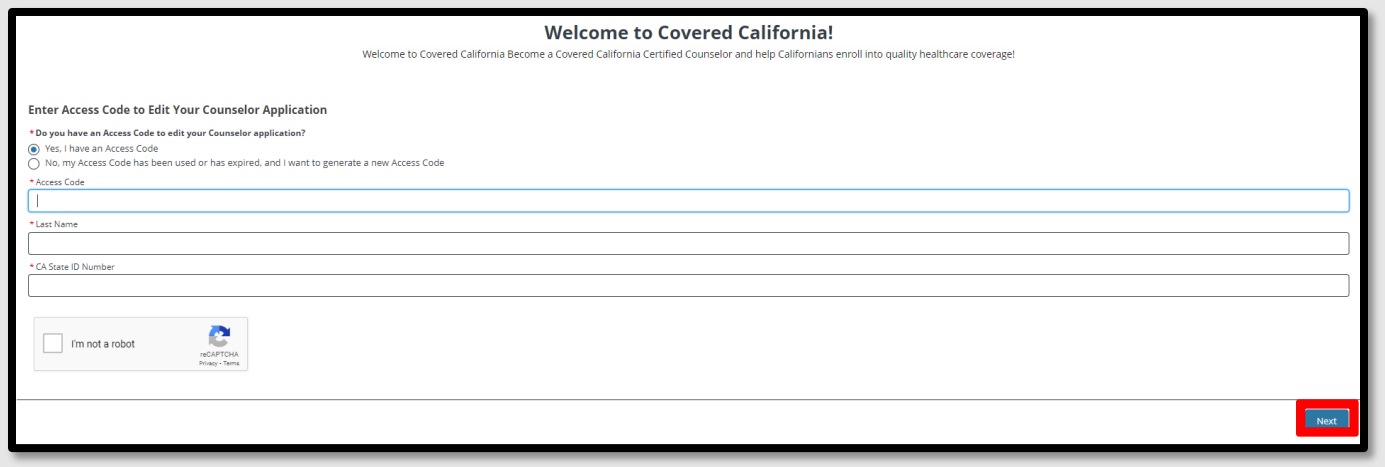 Welcome to Covered California!
Welcome to Covered California Become a Covered California Certified Counselor and help Californians enroll into quality healthcare coverage!
Enter Access Code to Edit Your Counselor Application
*Do you have an Access Code to edit your Counselor application?
Yes, I have an Access Code
No, my Access Code has been used or has expired, and I want to generate a new Access Code
*Access Code
*Last Name
*CA State ID Number
I'm not a robot
reCAPTCHA
Privacy - Terms
Next